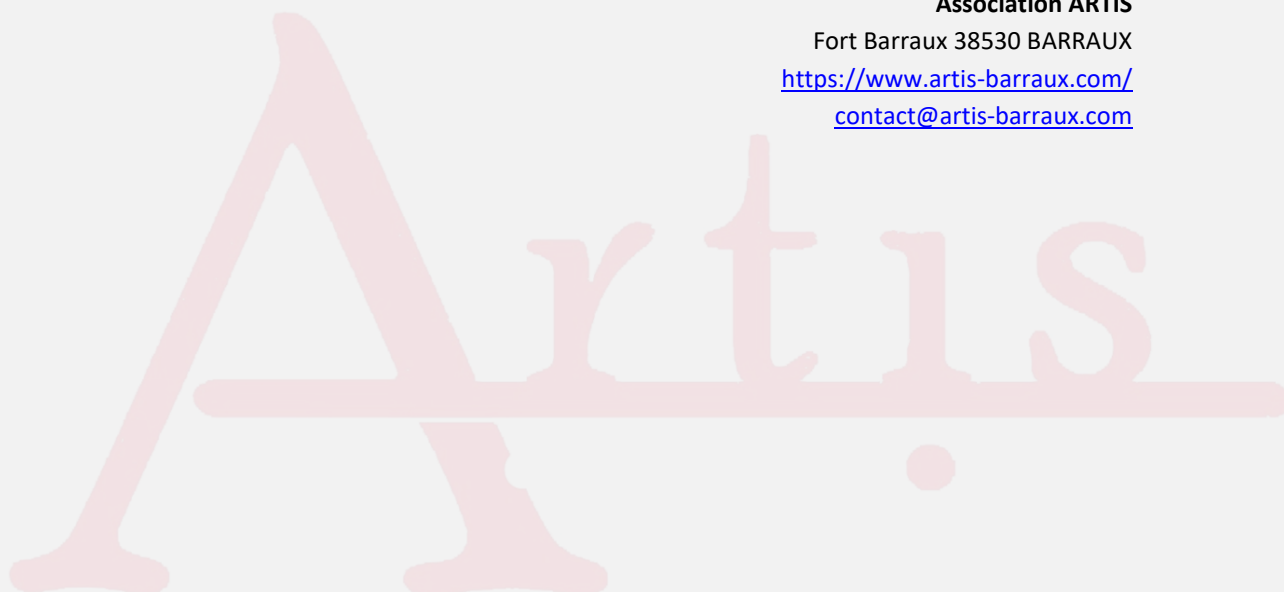 Association ARTIS
Fort Barraux 38530 BARRAUX
https://www.artis-barraux.com/
contact@artis-barraux.com
Artis